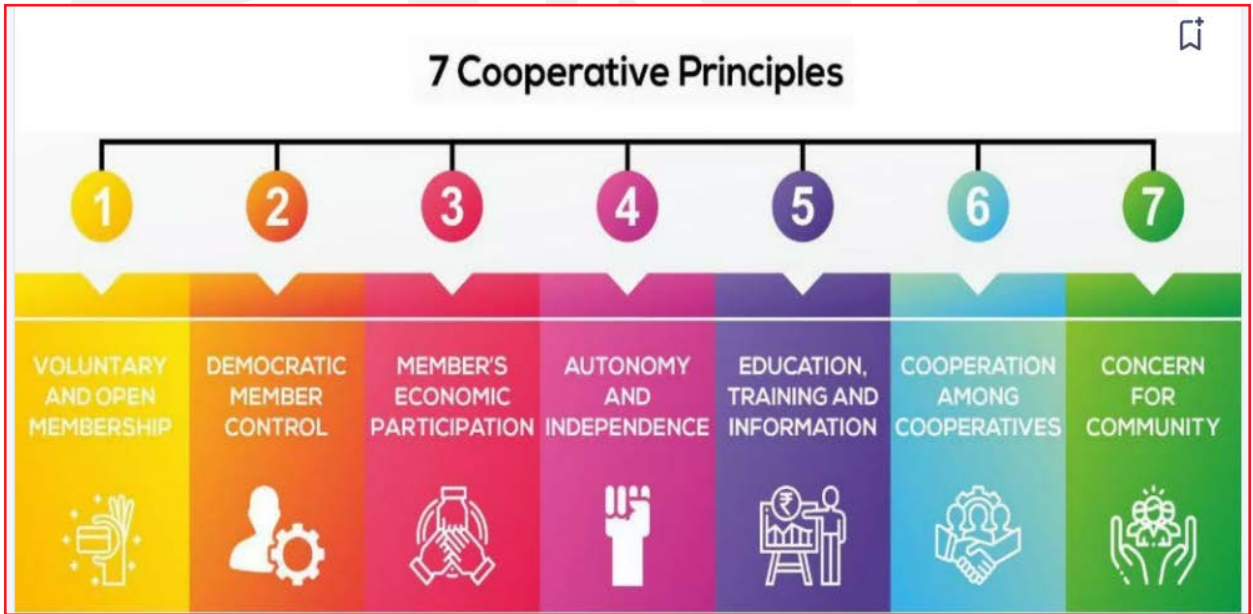 7 Cooperative Principles
1
2
3
4
5
6
7
VOLUNTARY
AND OPEN
MEMBERSHIP
DEMOCRATIC
MEMBER
CONTROL
MEMBER'S
ECONOMIC
PARTICIPATION
AUTONOMY
AND
INDEPENDENCE
EDUCATION,
TRAINING AND
INFORMATION
COOPERATION
AMONG
COOPERATIVES
CONCERN
FOR
COMMUNITY
₹